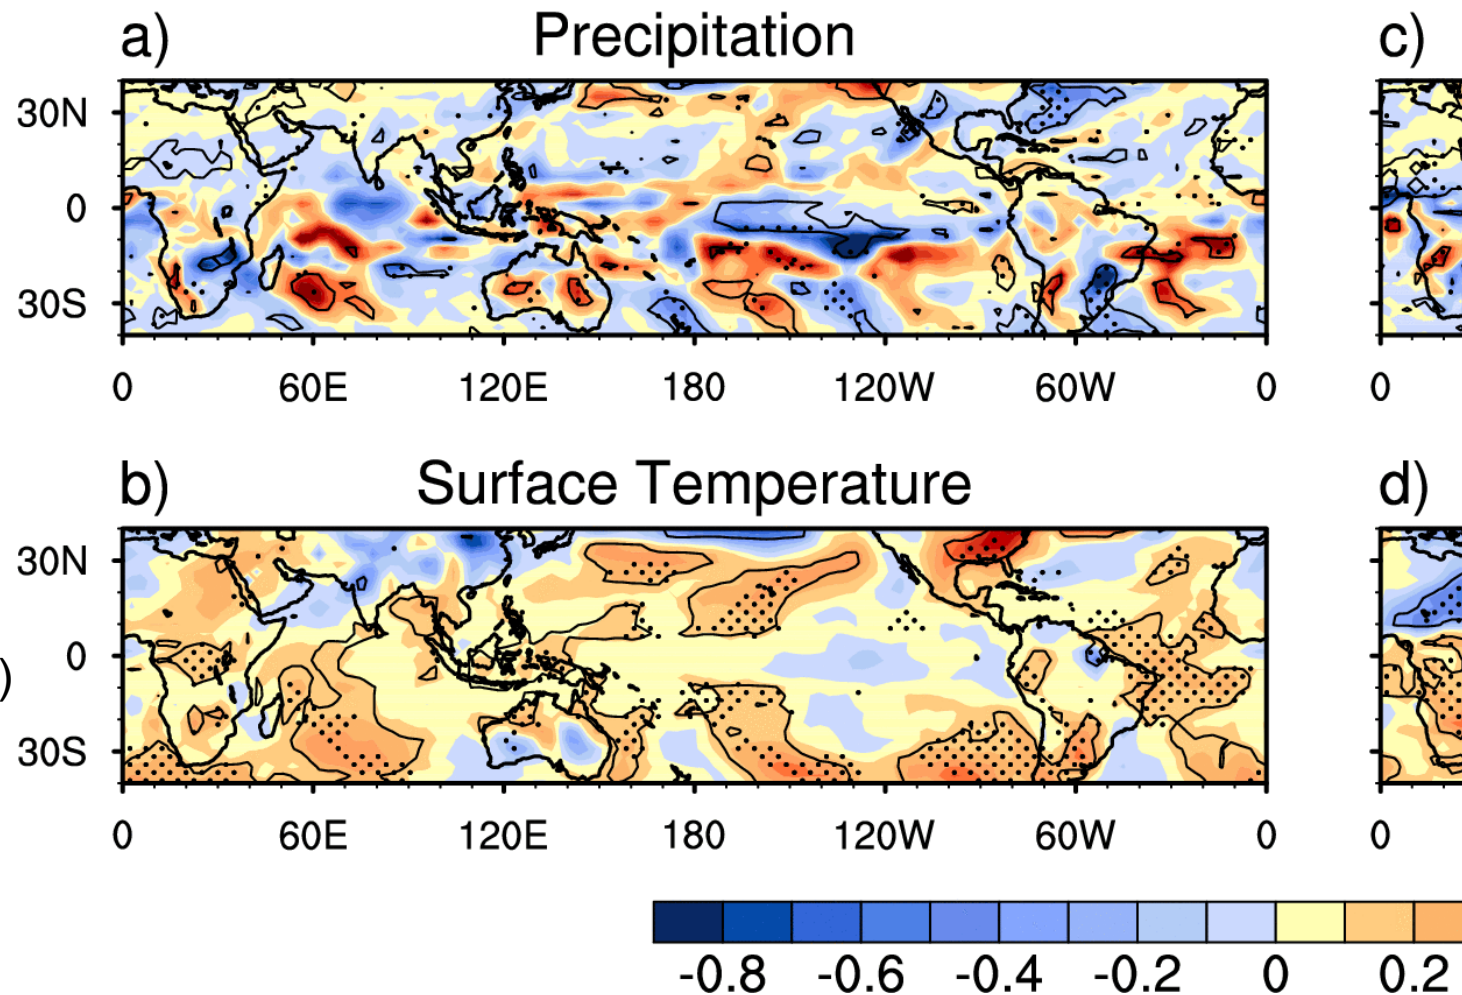 a) Precipitation c)
30N
0
30S
0 60E 120E 180 120W 60W 0 0
b) Surface Temperature d)
30N
0
)
30S
0 60E 120E 180 120W 60W 0 0
-0.8 -0.6 -0.4 -0.2 0 0.2